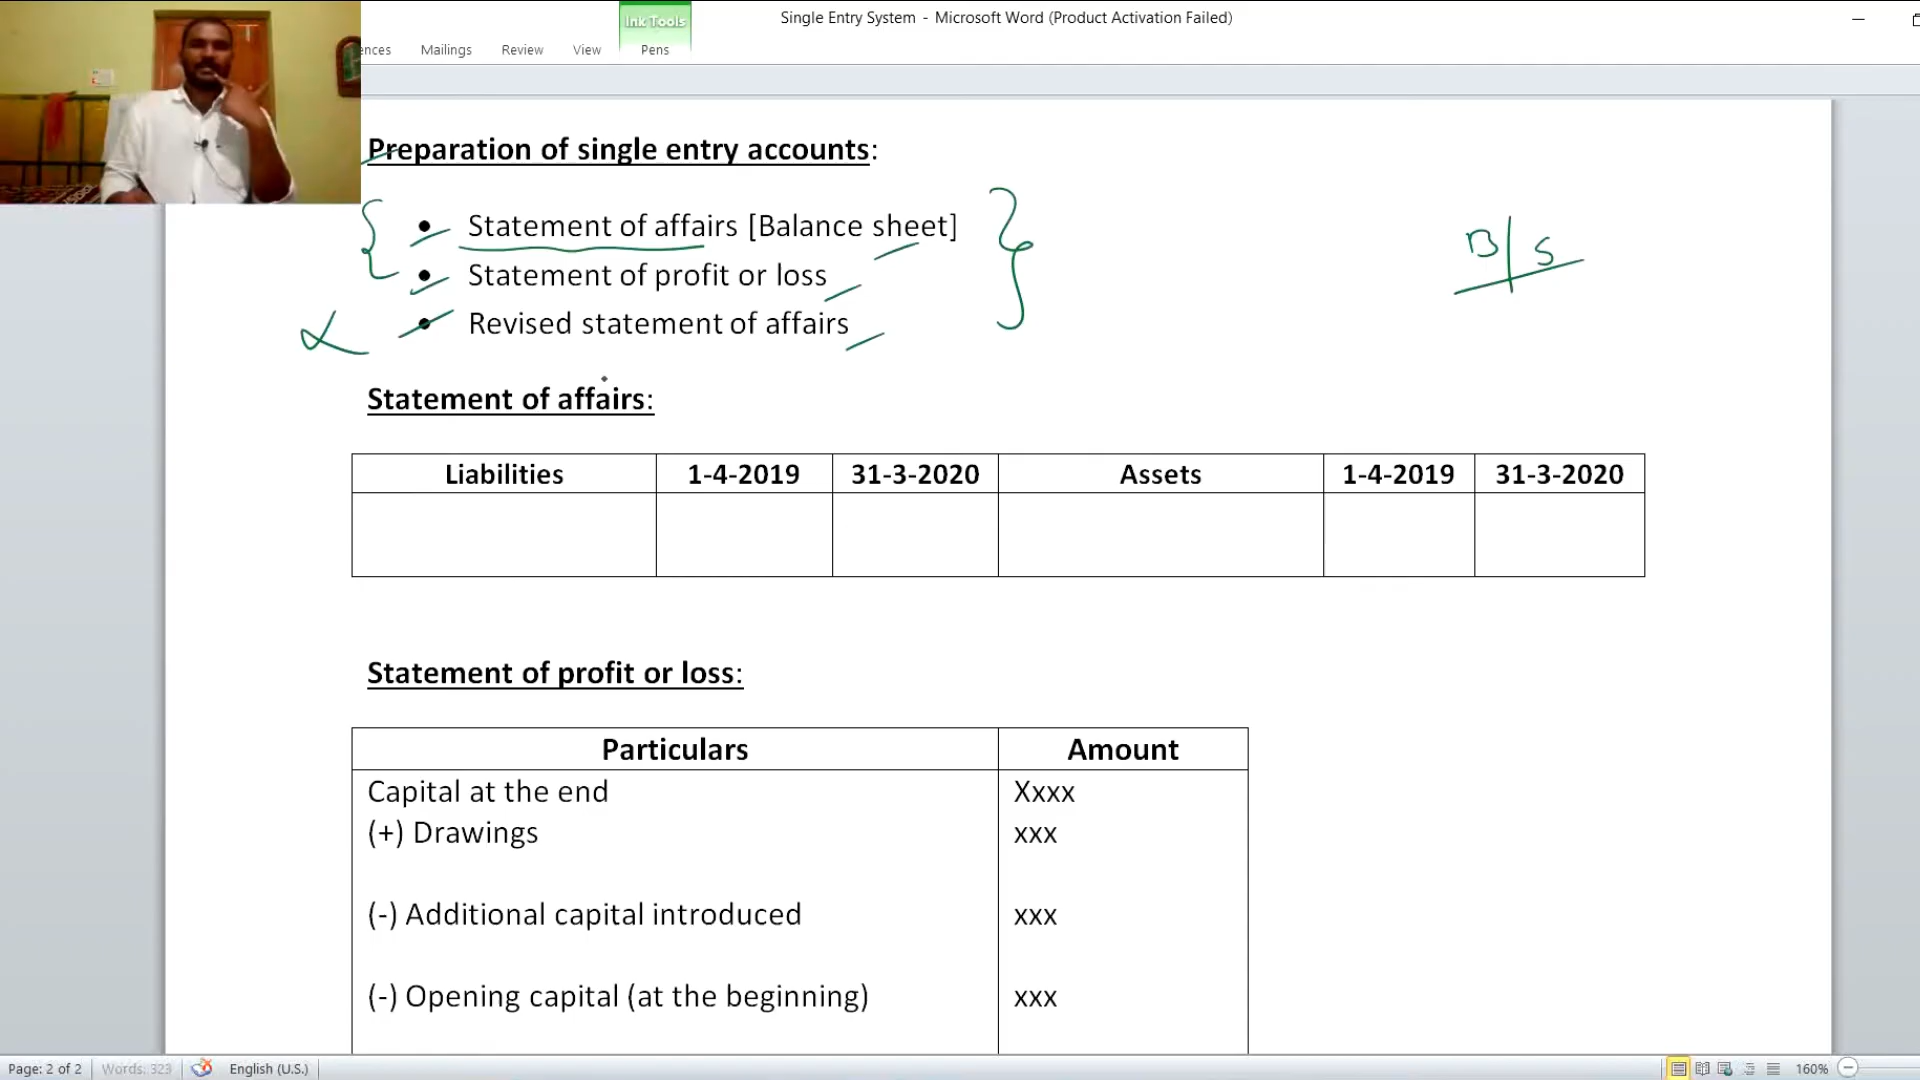 Ink Tools
Single Entry System - Microsoft Word (Product Activation Failed)
ences Mailings Review View Pens
Preparation of single entry accounts:
• Statement of affairs [Balance sheet]
• Statement of profit or loss
• Revised statement of affairs
B S
Statement of affairs:
Liabilities 1-4-2019 31-3-2020 Assets 1-4-2019 31-3-2020
Statement of profit or loss:
Particulars Amount
Capital at the end Xxxx
(+) Drawings xxx
(-) Additional capital introduced xxx
(-) Opening capital (at the beginning) xxx
Page: 2 of 2 Words: 323 English (U.S.) 160%